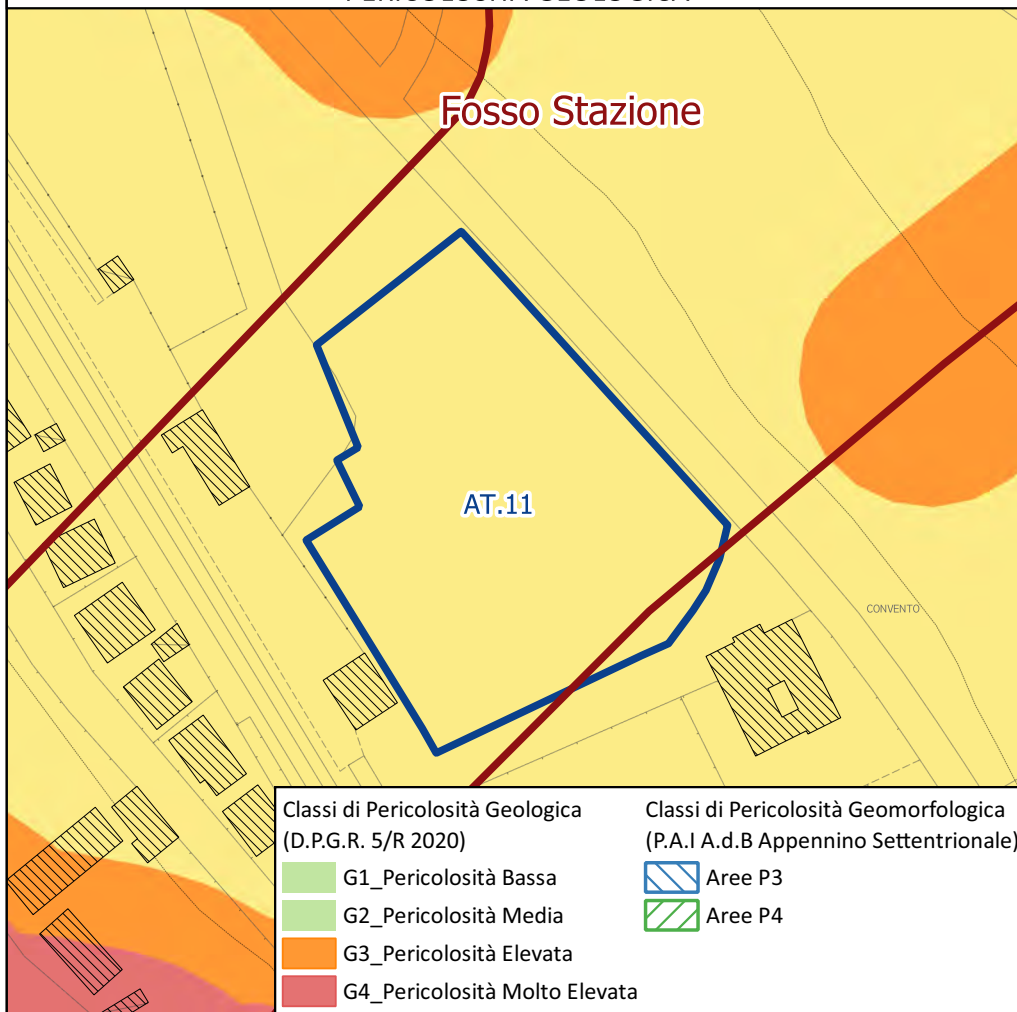 Fosso Stazione
AT.11
CONVENTO
Classi di Pericolosità Geologica
(D.P.G.R. 5/R 2020)
G1_Pericolosità Bassa
G2_Pericolosità Media
G3_Pericolosità Elevata
G4_Pericolosità Molto Elevata
Classi di Pericolosità Geomorfologica
(P.A.I A.d.B Appennino Settentrionale)
Aree P3
Aree P4